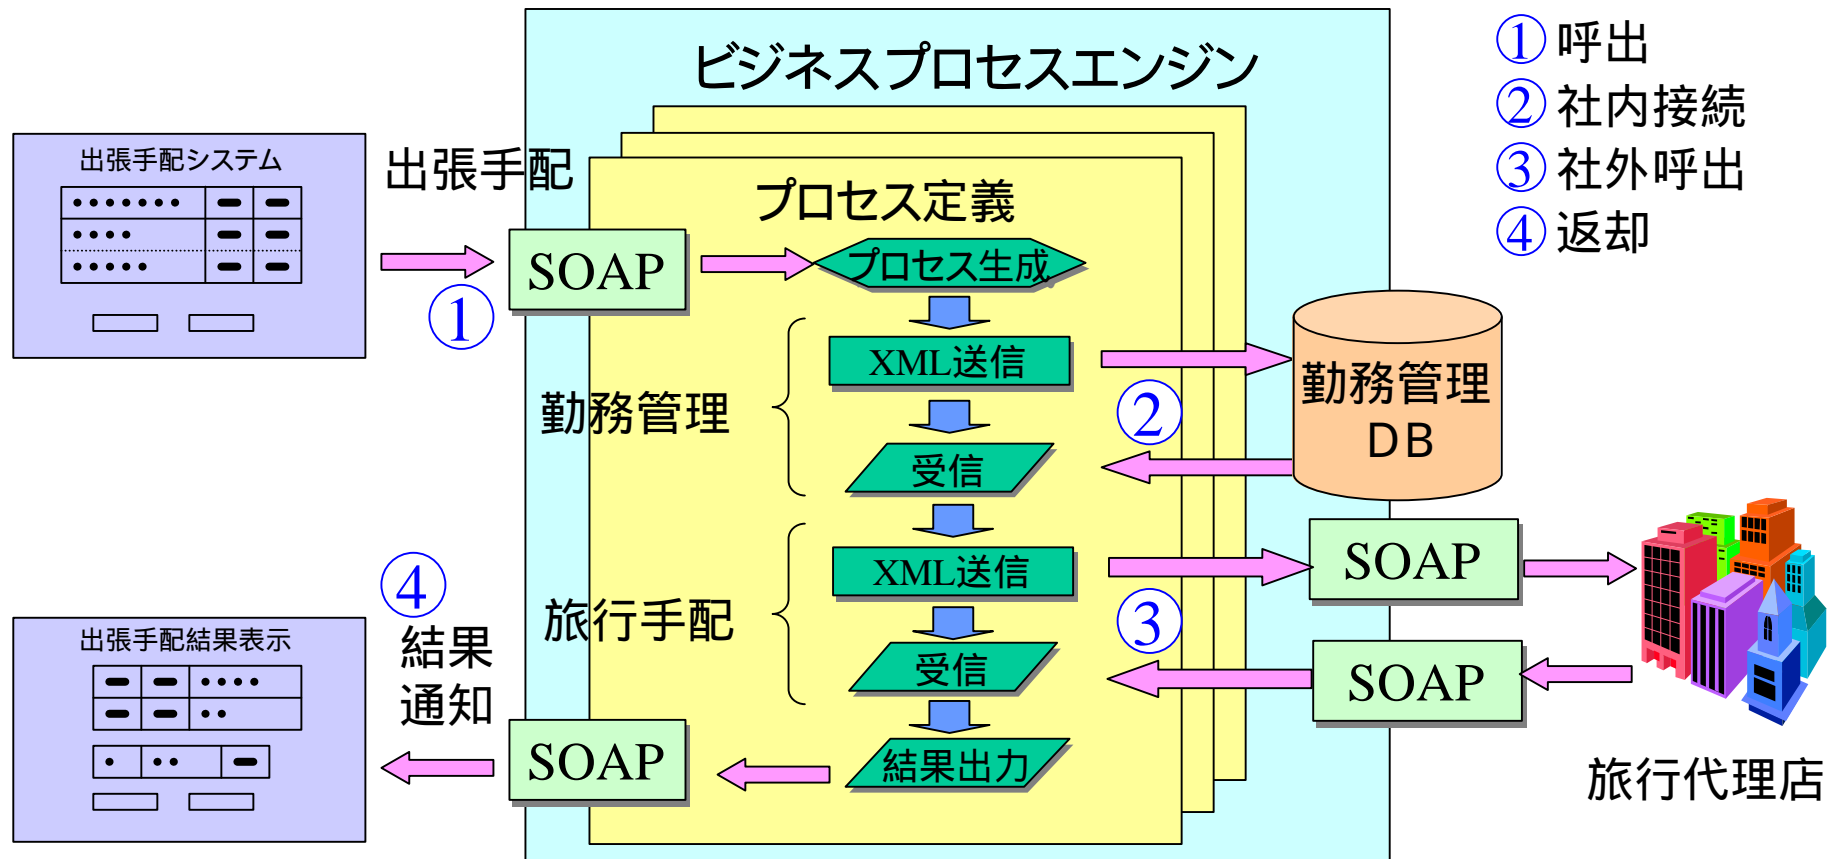 ビジネスプロセスエンジン
①呼出
②社内接続
③社外呼出
④返却
出張手配システム
出張手配
プロセス定義
SOAP
プロセス生成
①
XML送信
勤務管理
②
勤務管理
DB
受信
XML送信
SOAP
旅行手配
③
受信
SOAP
④
結果
通知
出張手配結果表示
SOAP
結果出力
旅行代理店